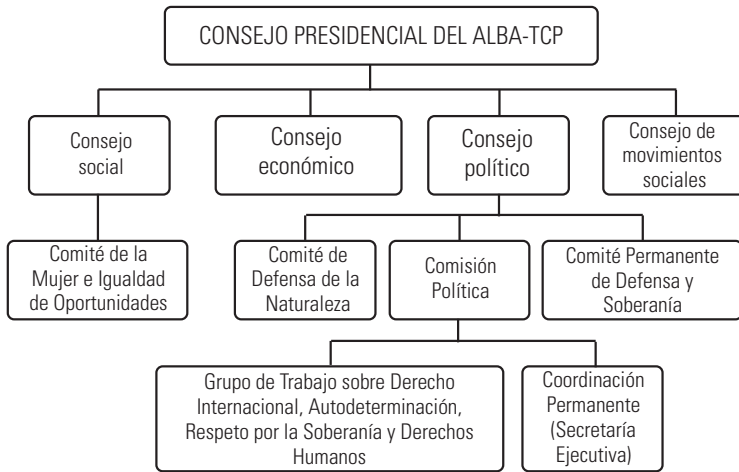 CONSEJO PRESIDENCIAL DEL ALBA-TCP
Consejo
social
Consejo
económico
Consejo
político
Consejo de
movimientos
sociales
Comité de la
Mujer e Igualdad
de Oportunidades
Comité de
Defensa de la
Naturaleza
Comisión
Política
Comité Permanente
de Defensa y
Soberanía
Grupo de Trabajo sobre Derecho
Internacional, Autodeterminación,
Respeto por la Soberanía y Derechos
Humanos
Coordinación
Permanente
(Secretaría
Ejecutiva)